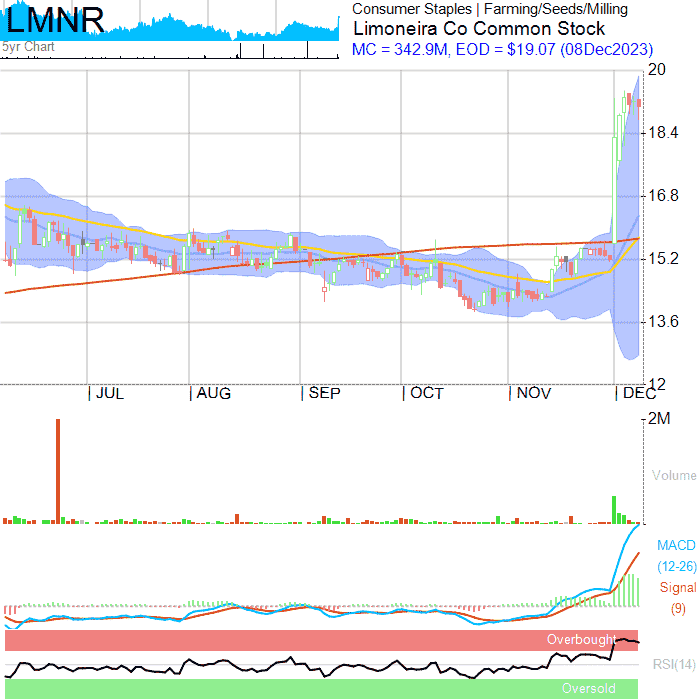 LMNR
5yr Chart
Consumer Staples | Farming/Seeds/Milling
Limoneira Co Common Stock
MC = 342.9M, EOD = $19.07 (08Dec2023)
20
18.4
16.8
15.2
13.6
12
JUL AUG SEP OCT NOV DEC
2M
Volume
MACD
(12-26)
Signal
(9)
Overbought
RSI(14)
Oversold